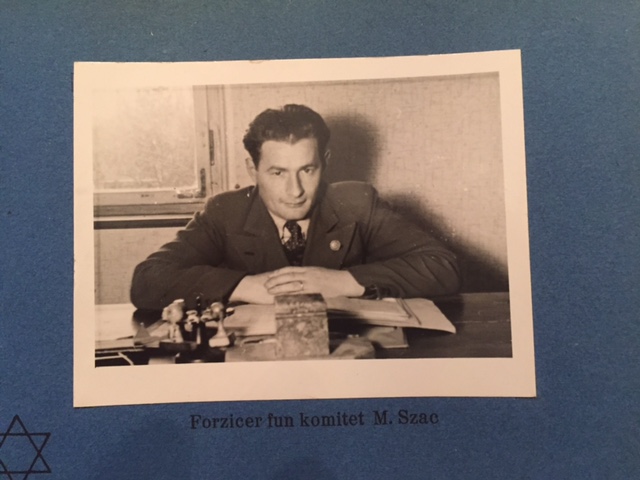 Forzicer fun komitet M. Szac